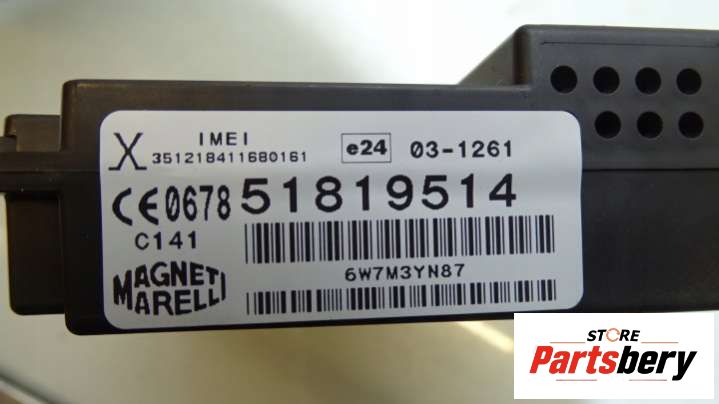 X IMEI e24 03-1261
351218411680161
CE0678 51819514
C141
6W7M3YN87
MAGNETI
MARELLI
STORE
Partsbery